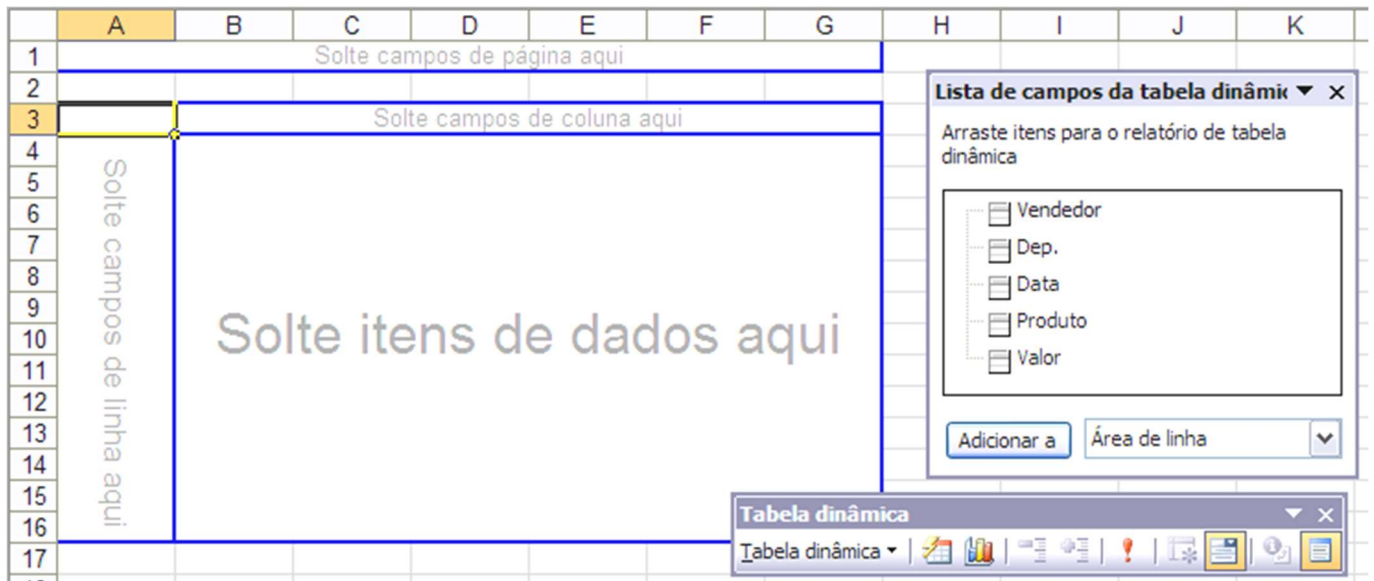 A B C D E F G H I J K
1 Solte campos de página aqui
2
3 Solte campos de coluna aqui
4
5
6
7
8
9
10
11
12
13
14
15
16
17
Solte campos de linha aqui
Solte itens de dados aqui
Lista de campos da tabela dinâmic
Arraste itens para o relatório de tabela
dinâmica
Vendedor
Dep.
Data
Produto
Valor
Adicionar a Área de linha
Tabela dinâmica
Tabela dinâmica